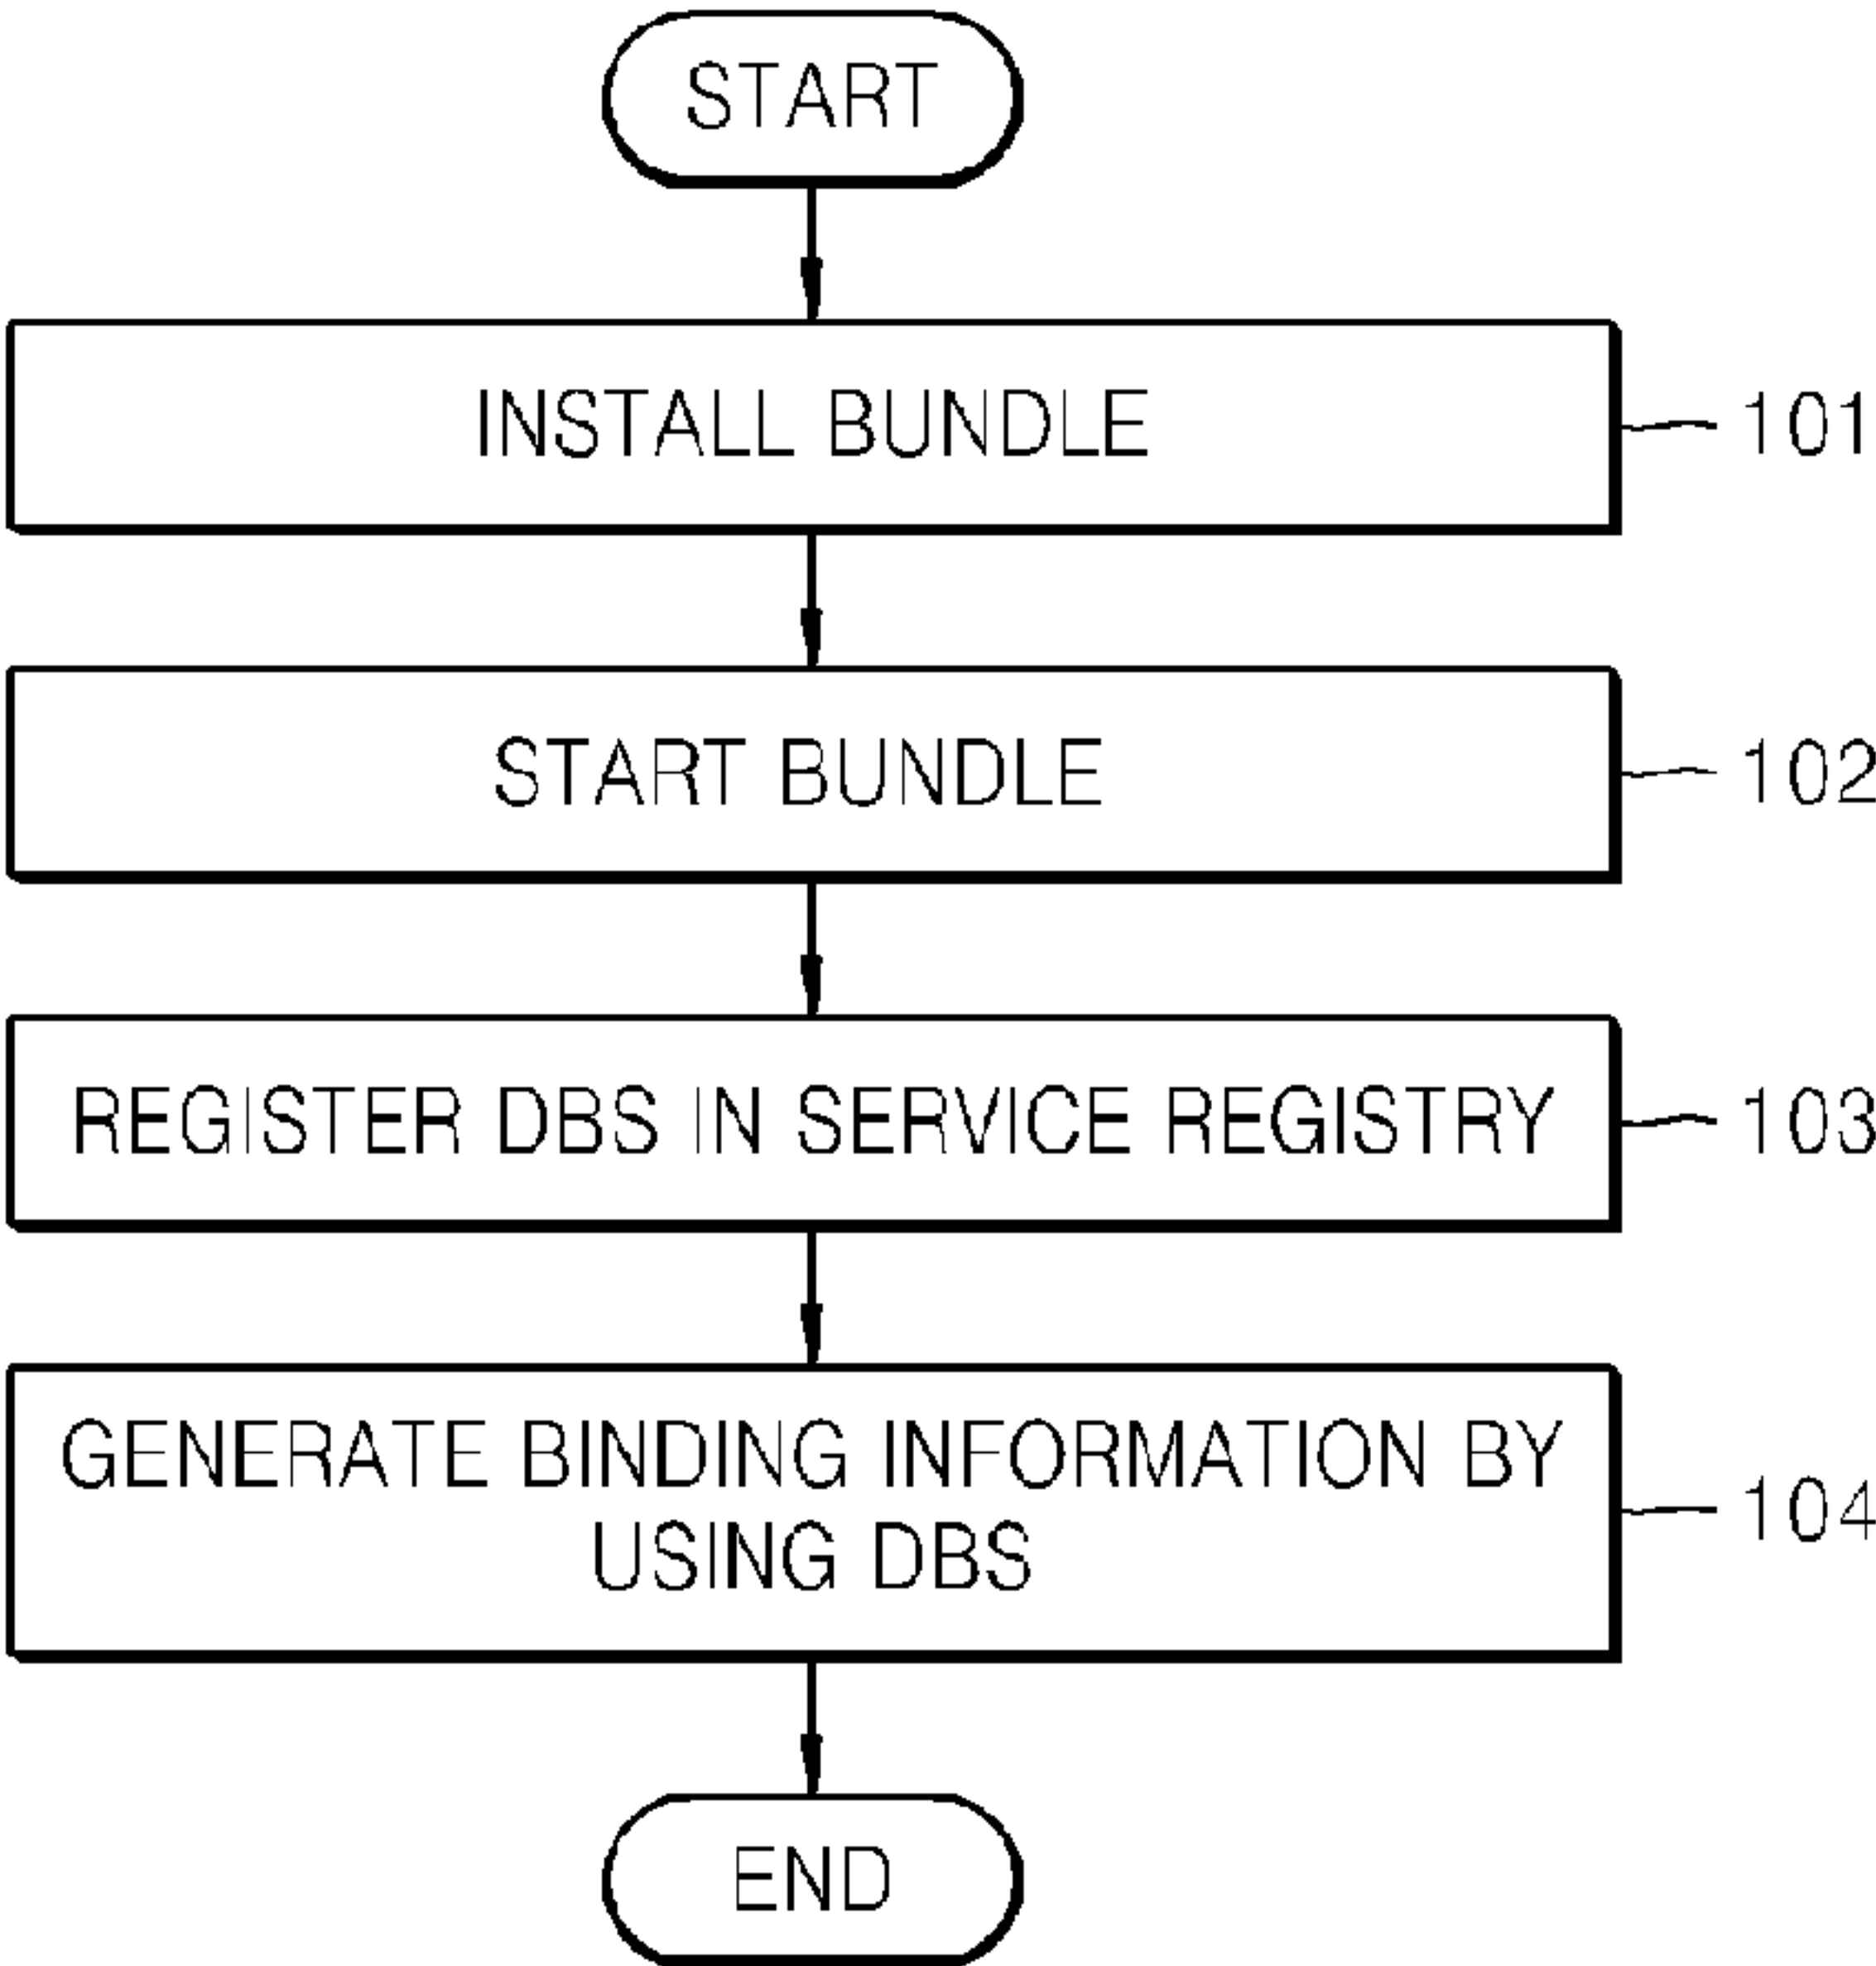 START
INSTALL BUNDLE
101
START BUNDLE
102
REGISTER DBS IN SERVICE REGISTRY
103
GENERATE BINDING INFORMATION BY
USING DBS
104
END